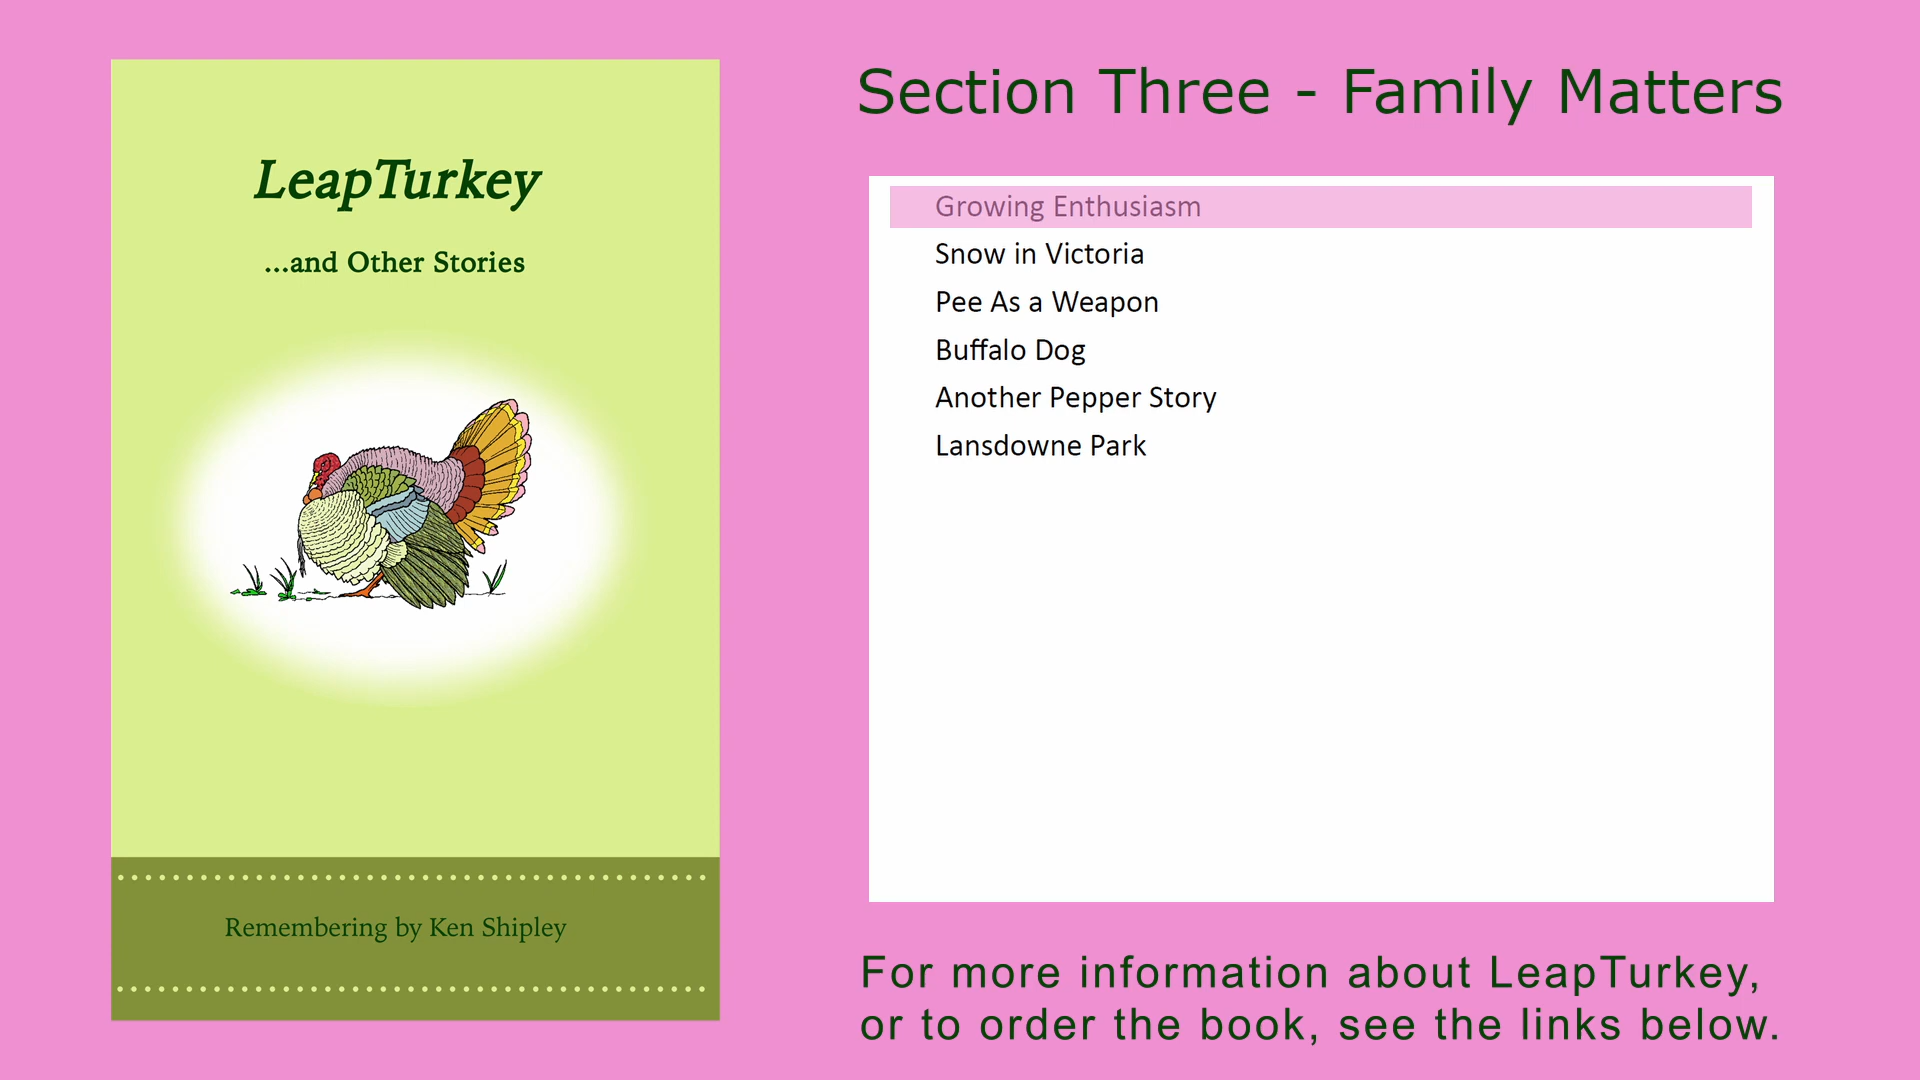 LeapTurkey
...and Other Stories
Remembering by Ken Shipley
Section Three - Family Matters
Growing Enthusiasm
Snow in Victoria
Pee As a Weapon
Buffalo Dog
Another Pepper Story
Lansdowne Park
For more information about LeapTurkey,
or to order the book, see the links below.